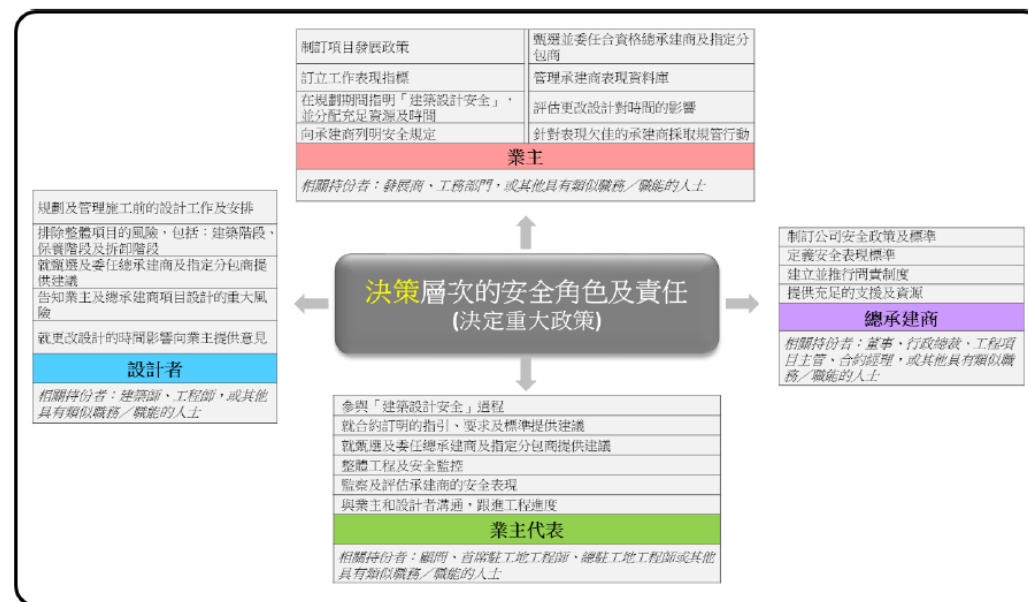 制訂項目發展政策
甄選並委任合資格總承建商及指定分
包商
訂立工作表現指標
管理承建商表現資料庫
在規劃期間指明「建築設計安全」，
並分配充足資源及時間
評估更改設計對時間的影響
向承建商列明安全規定
針對表現欠佳的承建商採取規管行動
業主
相關持份者：發展商、工務部門，或其他具有類似職務／職能的人士
規劃及管理施工前的設計工作及安排
排除整體項目的風險，包括：建築階段、
保養階段及拆卸階段
就甄選及委任總承建商及指定分包商提
供建議
告知業主及總承建商項目設計的重大風
險
就更改設計的時間影響向業主提供意見
設計者
相關持份者：建築師、工程師，或其他
具有類似職務／職能的人士
決策層次的安全角色及責任
(決定重大政策)
制訂公司安全政策及標準
定義安全表現標準
建立並推行問責制度
提供充足的支援及資源
總承建商
相關持份者：董事、行政總裁、工程項
目主管、合約經理，或其他具有類似職
務／職能的人士
參與「建築設計安全」過程
就合約訂明的指引、要求及標準提供建議
就甄選及委任總承建商及指定分包商提供建議
整體工程及安全監控
監察及評估承建商的安全表現
與業主和設計者溝通，跟進工程進度
業主代表
相關持份者：顧問、首席駐工地工程師、總駐工地工程師或其他
具有類似職務／職能的人士